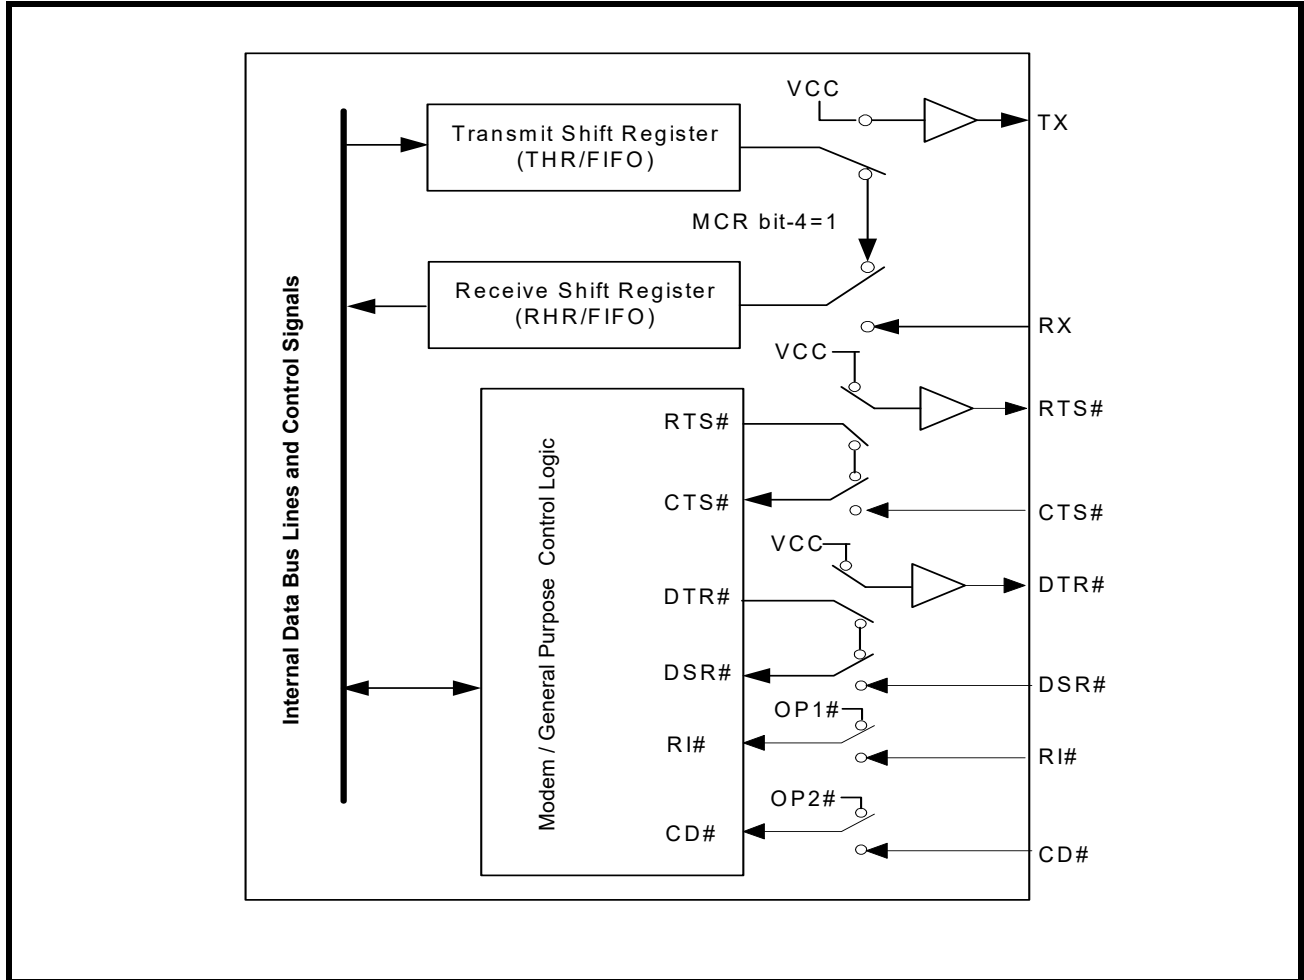 VCC
TX
Transmit Shift Register
(THR/FIFO)
MCR bit-4=1
Receive Shift Register
(RHR/FIFO)
RX
VCC
RTS#
RTS#
CTS#
CTS#
VCC
DTR#
DTR#
DSR#
DSR#
OP1#
RI#
RI#
OP2#
CD#
CD#
Internal Data Bus Lines and Control Signals
Modem / General Purpose Control Logic